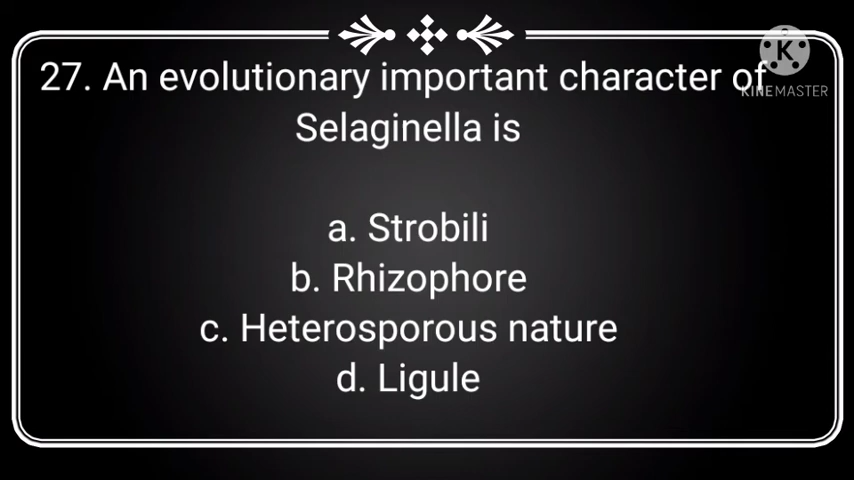 27. An evolutionary important character of
KINEMASTER
Selaginella is
a. Strobili
b. Rhizophore
c. Heterosporous nature
d. Ligule